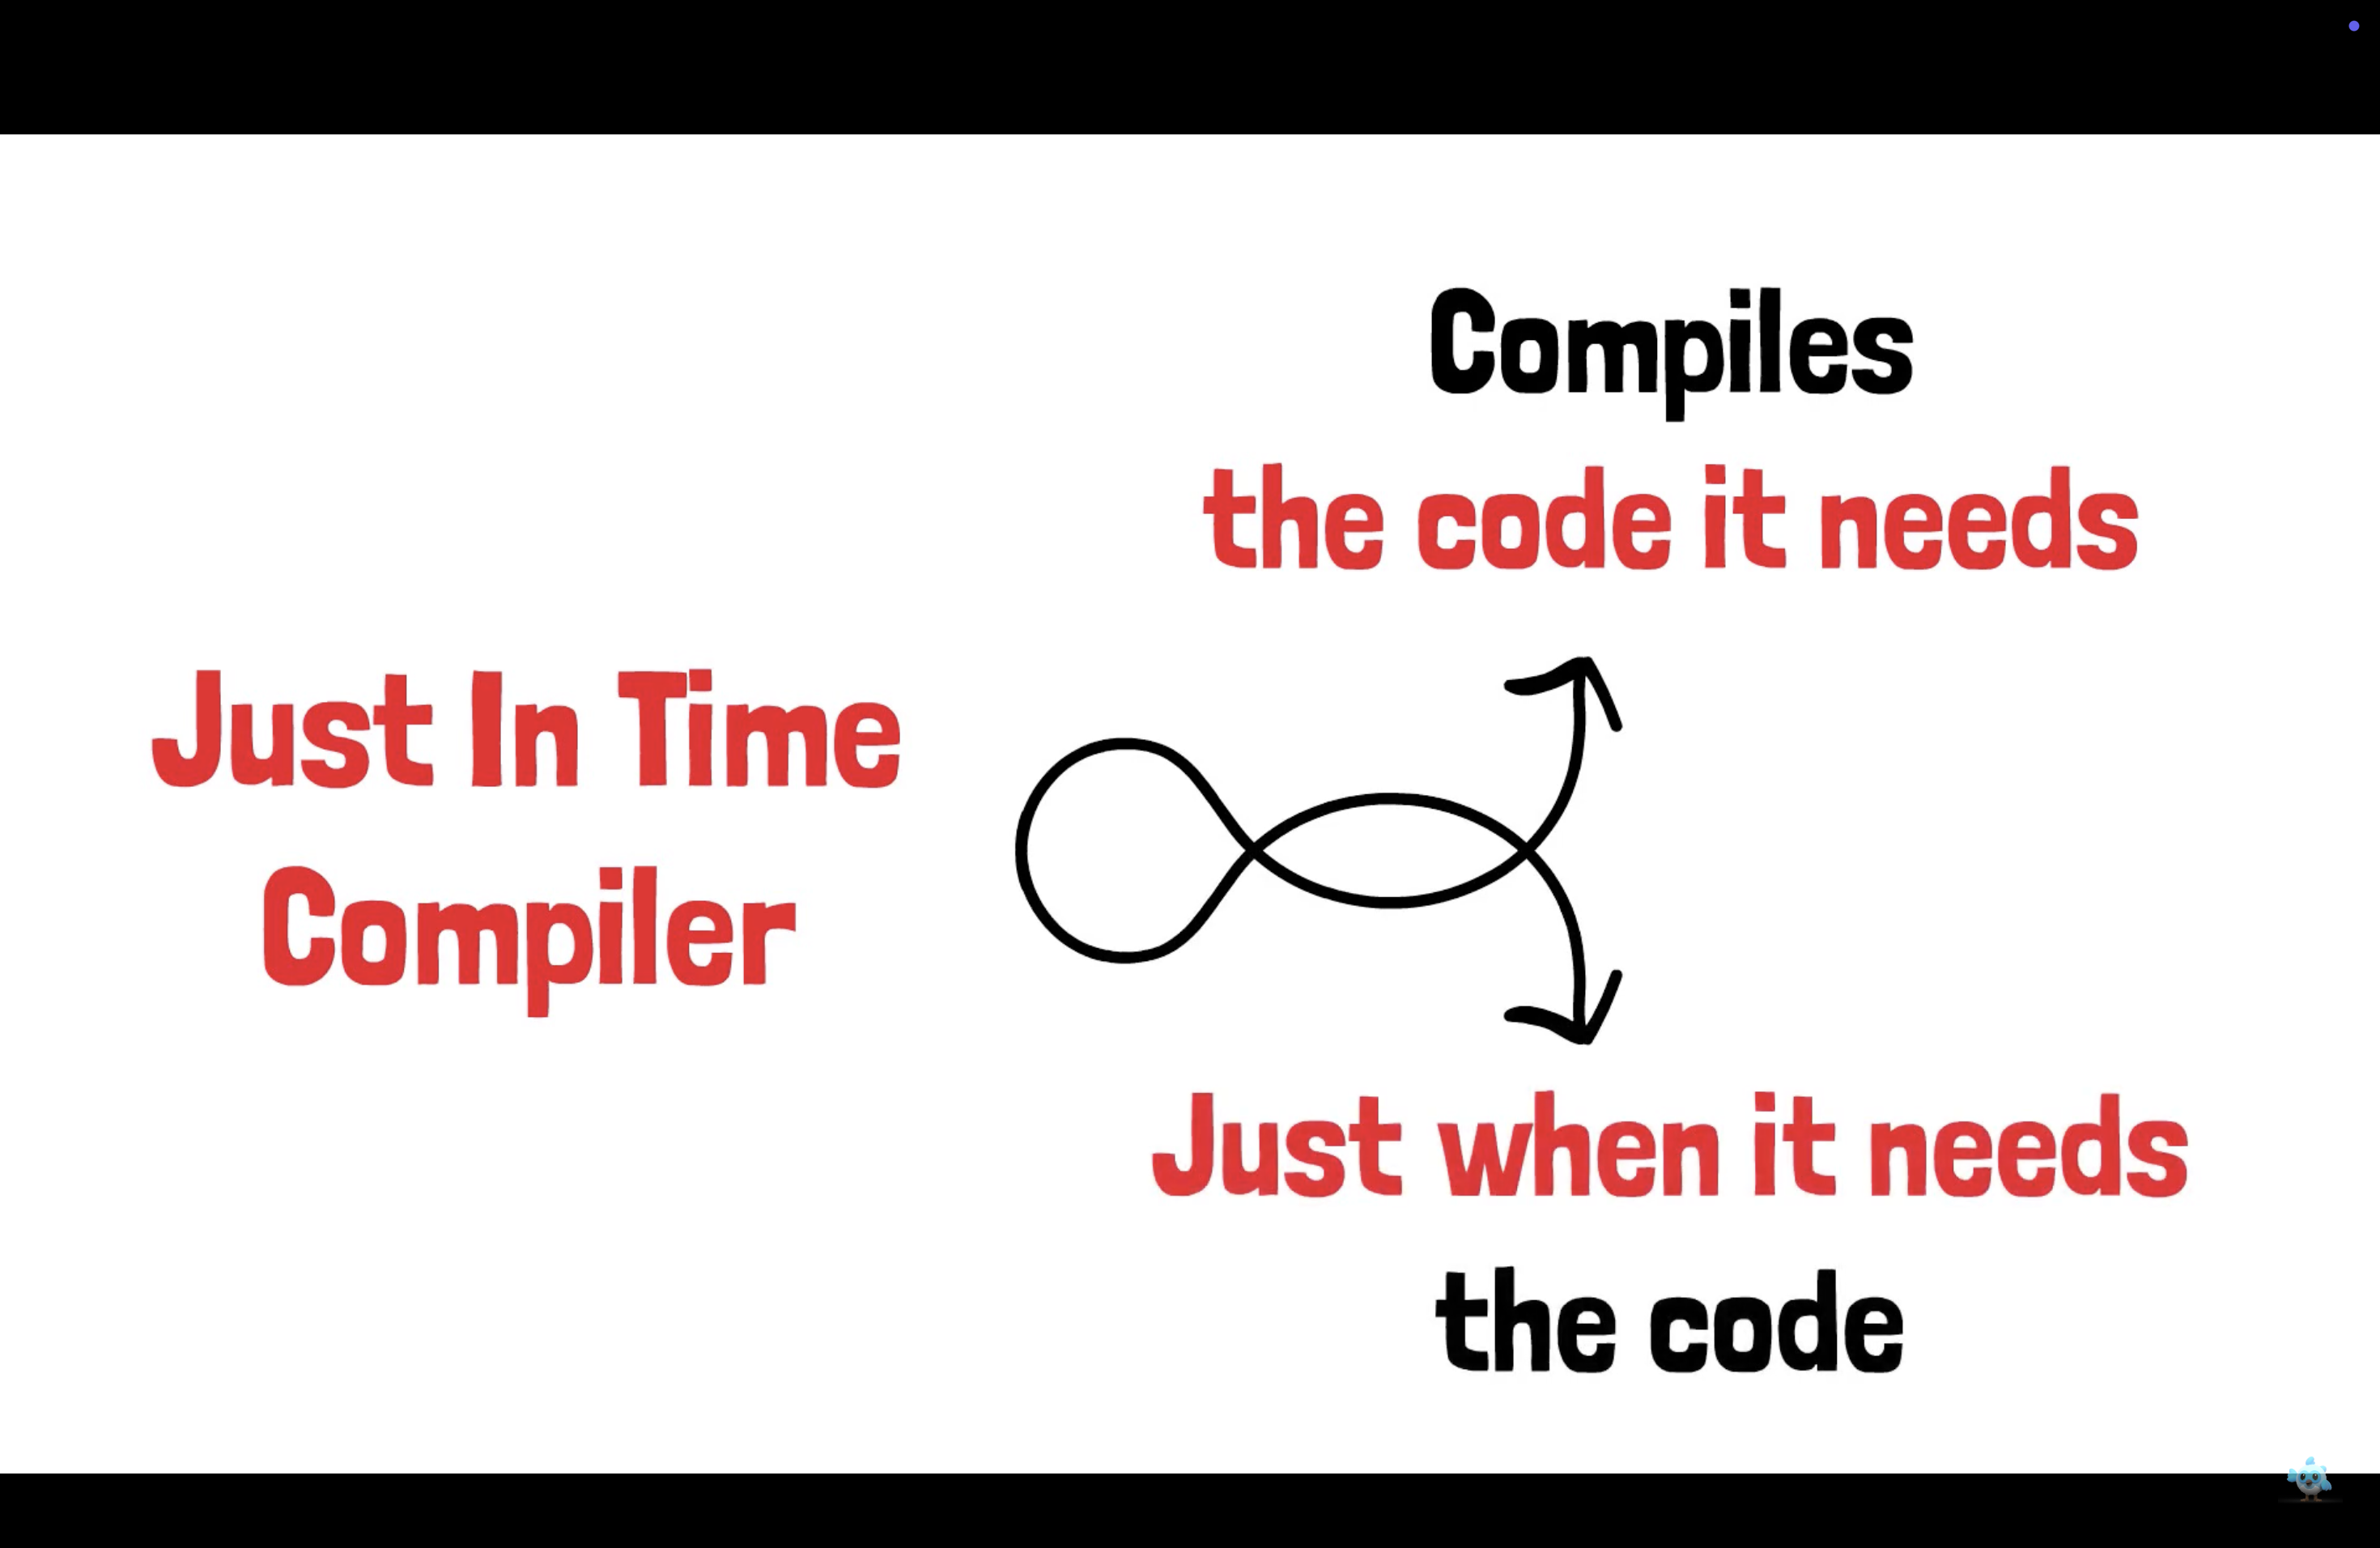 Just In Time
Compiler
Compiles
the code it needs
Just when it needs
the code